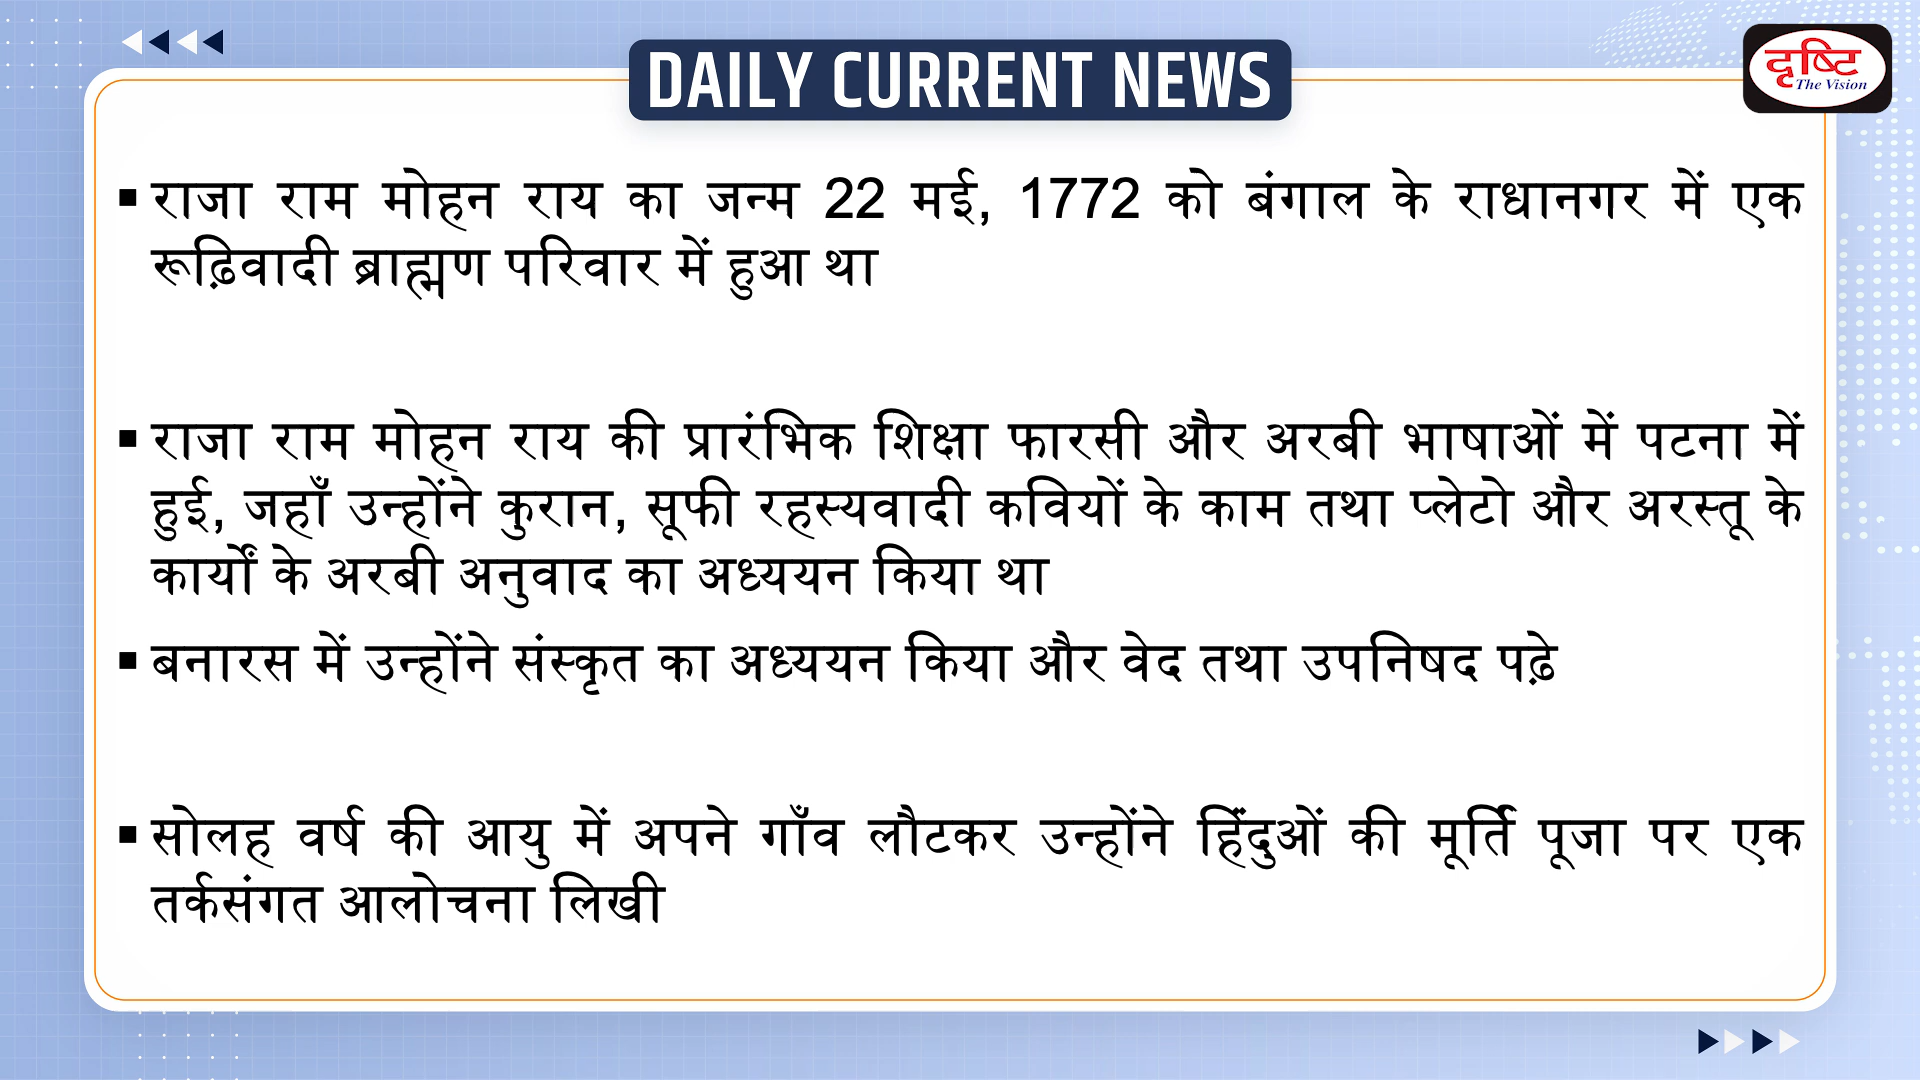 DAILY CURRENT NEWS
दृष्टि
The Vision
▪ राजा राम मोहन राय का जन्म 22 मई, 1772 को बंगाल के राधानगर में एक
रूढ़िवादी ब्राह्मण परिवार में हुआ था
▪ राजा राम मोहन राय की प्रारंभिक शिक्षा फारसी और अरबी भाषाओं में पटना में
हुई, जहाँ उन्होंने कुरान, सूफी रहस्यवादी कवियों के काम तथा प्लेटो और अरस्तू के
कार्यों के अरबी अनुवाद का अध्ययन किया था
▪ बनारस में उन्होंने संस्कृत का अध्ययन किया और वेद तथा उपनिषद पढ़े
▪ सोलह वर्ष की आयु में अपने गाँव लौटकर उन्होंने हिंदुओं की मूर्ति पूजा पर एक
तर्कसंगत आलोचना लिखी